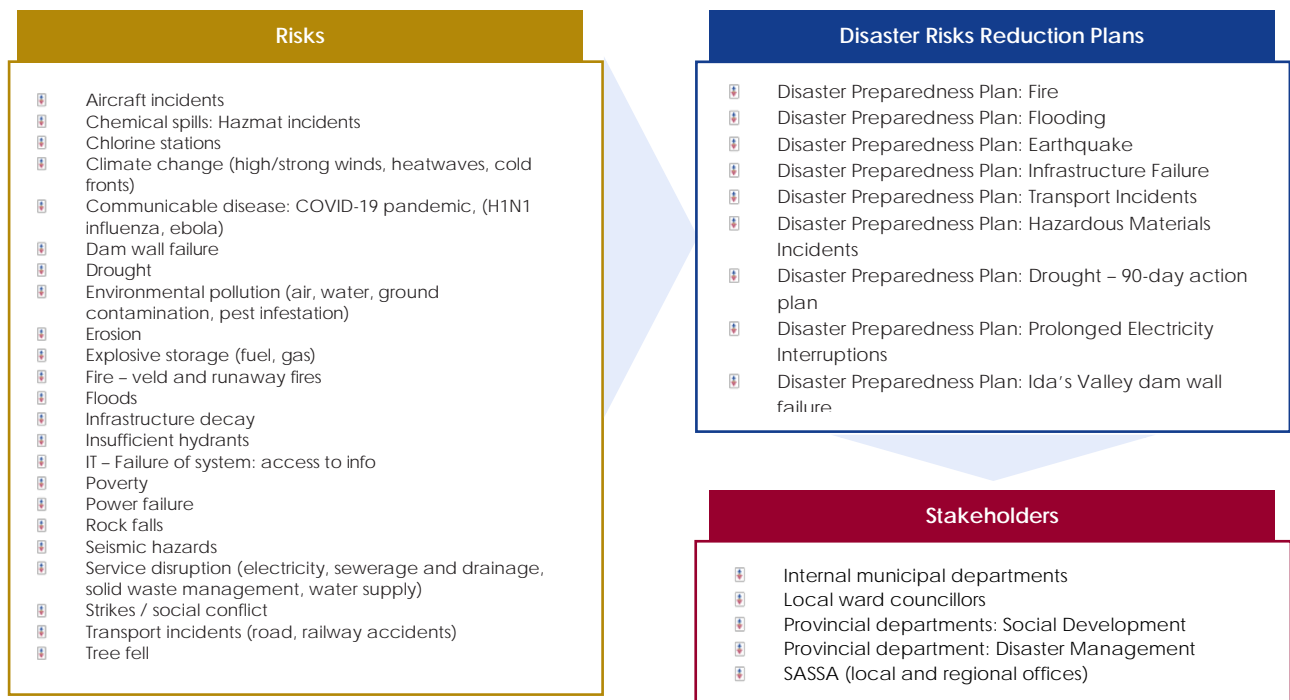 Risks
Aircraft incidents
Chemical spills: Hazmat incidents
Chlorine stations
Climate change (high/strong winds, heatwaves, cold
fronts)
Communicable disease: COVID-19 pandemic, (H1N1
influenza, ebola)
Dam wall failure
Drought
Environmental pollution (air, water, ground
contamination, pest infestation)
Erosion
Explosive storage (fuel, gas)
Fire – veld and runaway fires
Floods
Infrastructure decay
Insufficient hydrants
IT – Failure of system: access to info
Poverty
Power failure
Rock falls
Seismic hazards
Service disruption (electricity, sewerage and drainage,
solid waste management, water supply)
Strikes / social conflict
Transport incidents (road, railway accidents)
Tree fell
Disaster Risks Reduction Plans
Disaster Preparedness Plan: Fire
Disaster Preparedness Plan: Flooding
Disaster Preparedness Plan: Earthquake
Disaster Preparedness Plan: Infrastructure Failure
Disaster Preparedness Plan: Transport Incidents
Disaster Preparedness Plan: Hazardous Materials
Incidents
Disaster Preparedness Plan: Drought – 90-day action
plan
Disaster Preparedness Plan: Prolonged Electricity
Interruptions
Disaster Preparedness Plan: Ida's Valley dam wall
failure
Stakeholders
Internal municipal departments
Local ward councillors
Provincial departments: Social Development
Provincial department: Disaster Management
SASSA (local and regional offices)